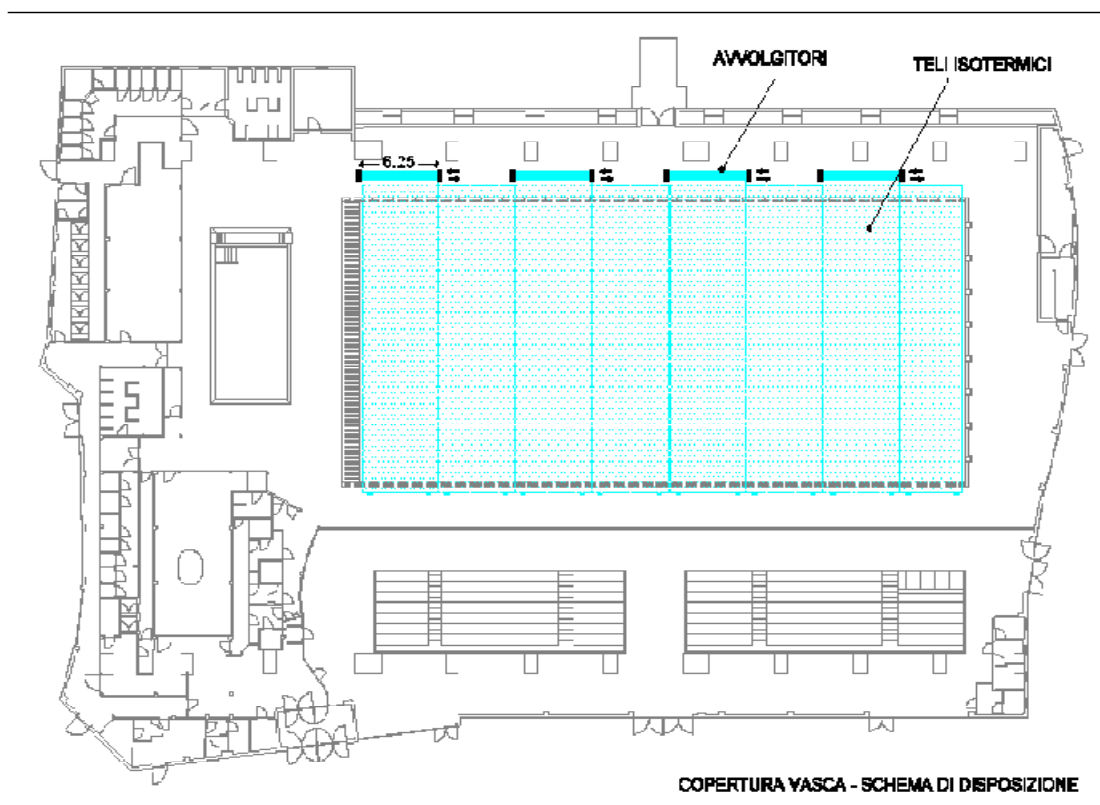 AVVOLGITORI
TELI ISOTERMICI
6.25
COPERTURA VASCA - SCHEMA DI DISPOSIZIONE